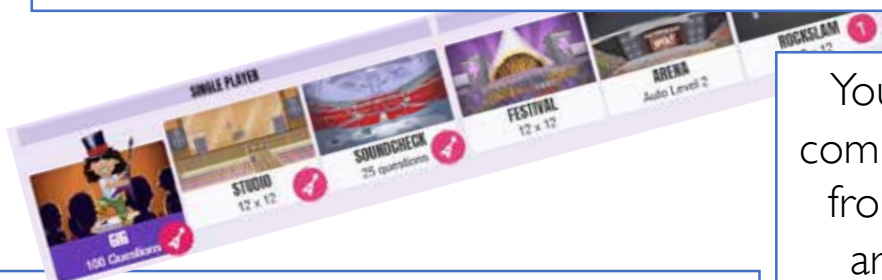 SINGLE PLAYER
GIG
100 Questions
STUDIO
12 x 12
SOUNDCHECK
25 questions
FESTIVAL
12 x 12
ARENA
Auto Level 2
ROCKSLAM
1
x 12
You
com
fro
an